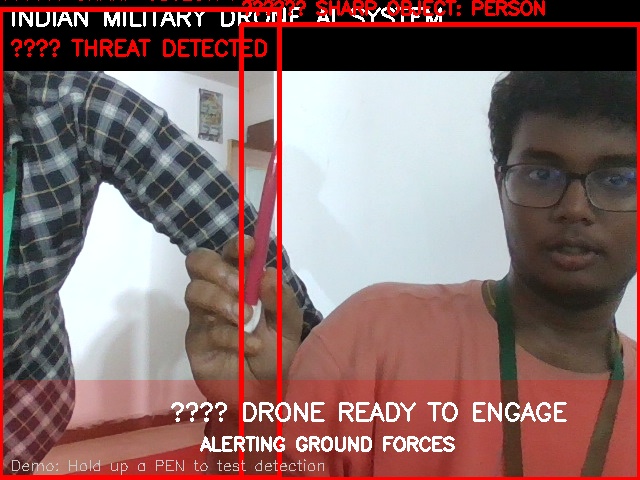 ?????? SHARP OBJECT: PERSON
INDIAN MILITARY DRONE AI SYSTEM
???? THREAT DETECTED
???? DRONE READY TO ENGAGE
ALERTING GROUND FORCES
Demo: Hold up a PEN to test detection